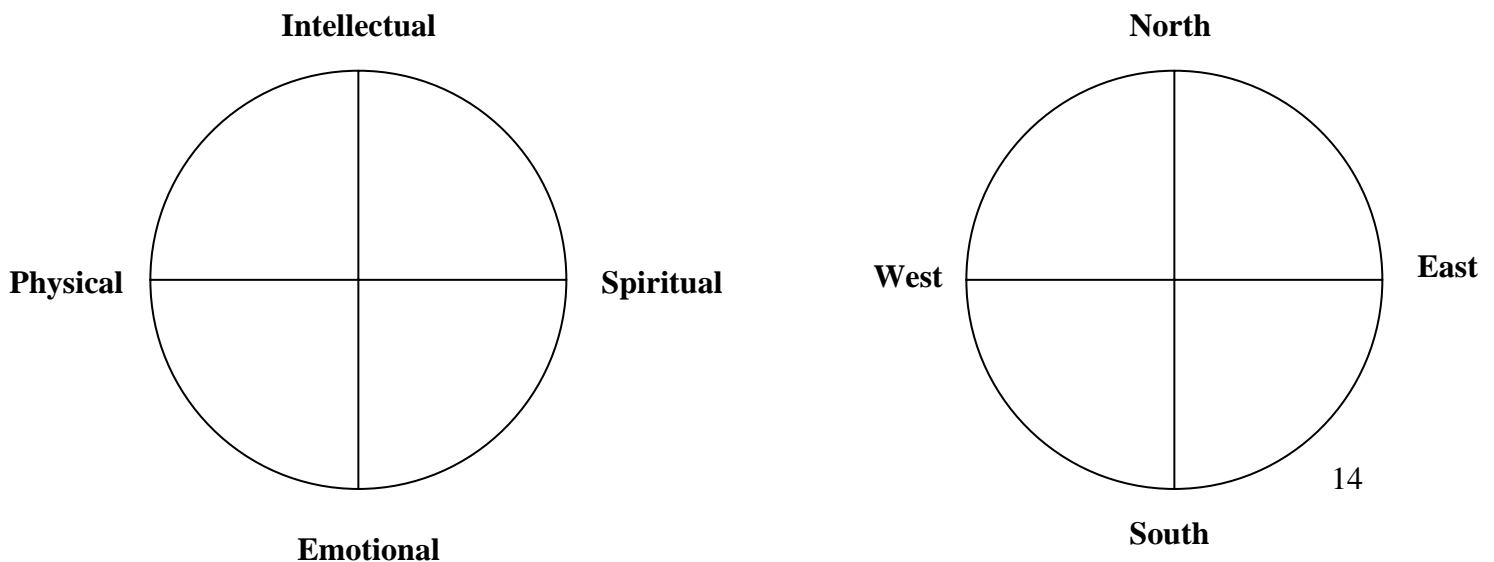 Intellectual
Physical
Spiritual
Emotional
North
West
East
14
South